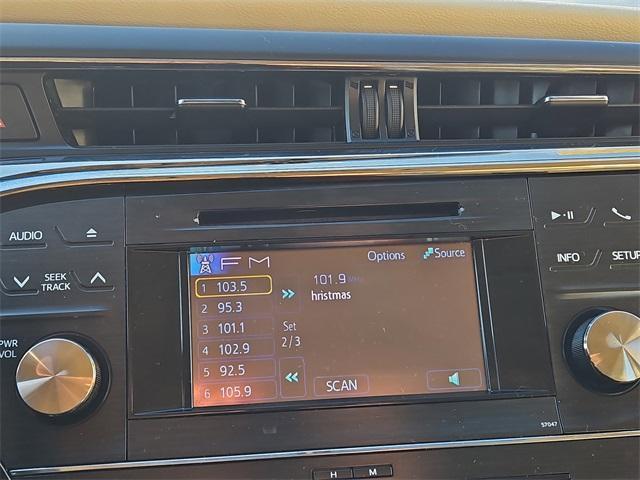 AUDIO
SEEK
TRACK
PWR
VOL
FM
Options
Source
101.9
hristmas
1 103.5
2 95.3
3 101.1
4 102.9
5 92.5
6 105.9
Set
2/3
SCAN
INFO
SETUP
57047
H M